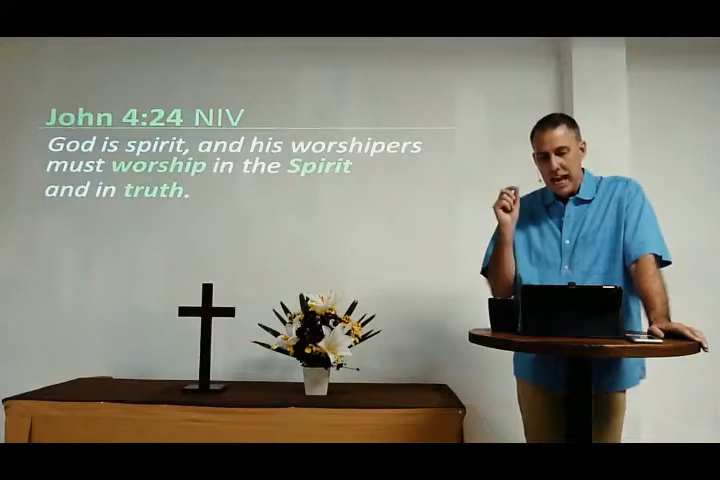 John 4:24 NIV
God is spirit, and his worshipers
must worship in the Spirit
and in truth.